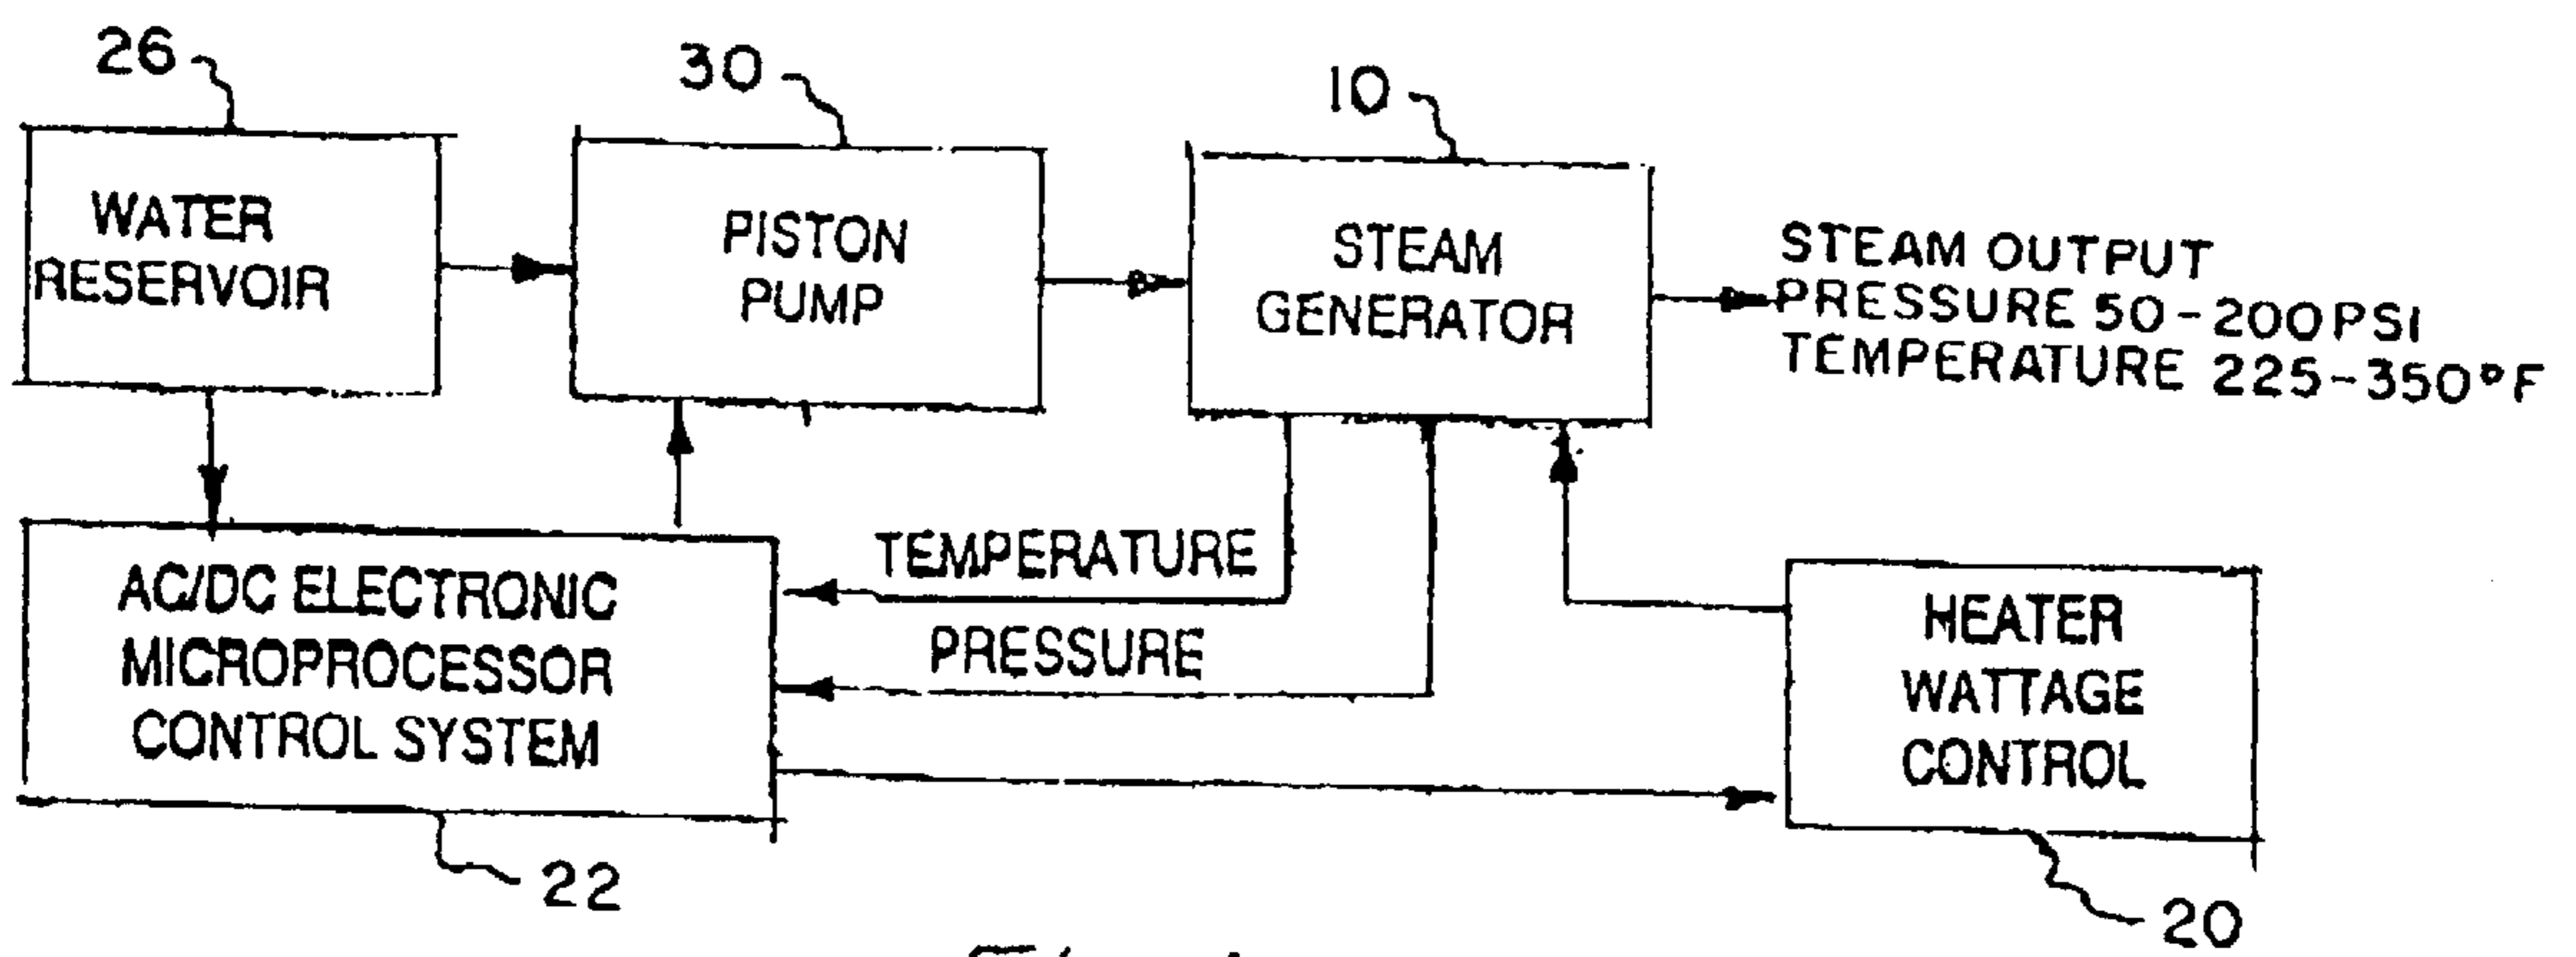 26
30
10
WATER
RESERVOIR
PISTON
PUMP
STEAM
GENERATOR
STEAM OUTPUT
PRESSURE 50-200PSI
TEMPERATURE 225-350°F
TEMPERATURE
PRESSURE
AC/DC ELECTRONIC
MICROPROCESSOR
CONTROL SYSTEM
HEATER
WATTAGE
CONTROL
22
20